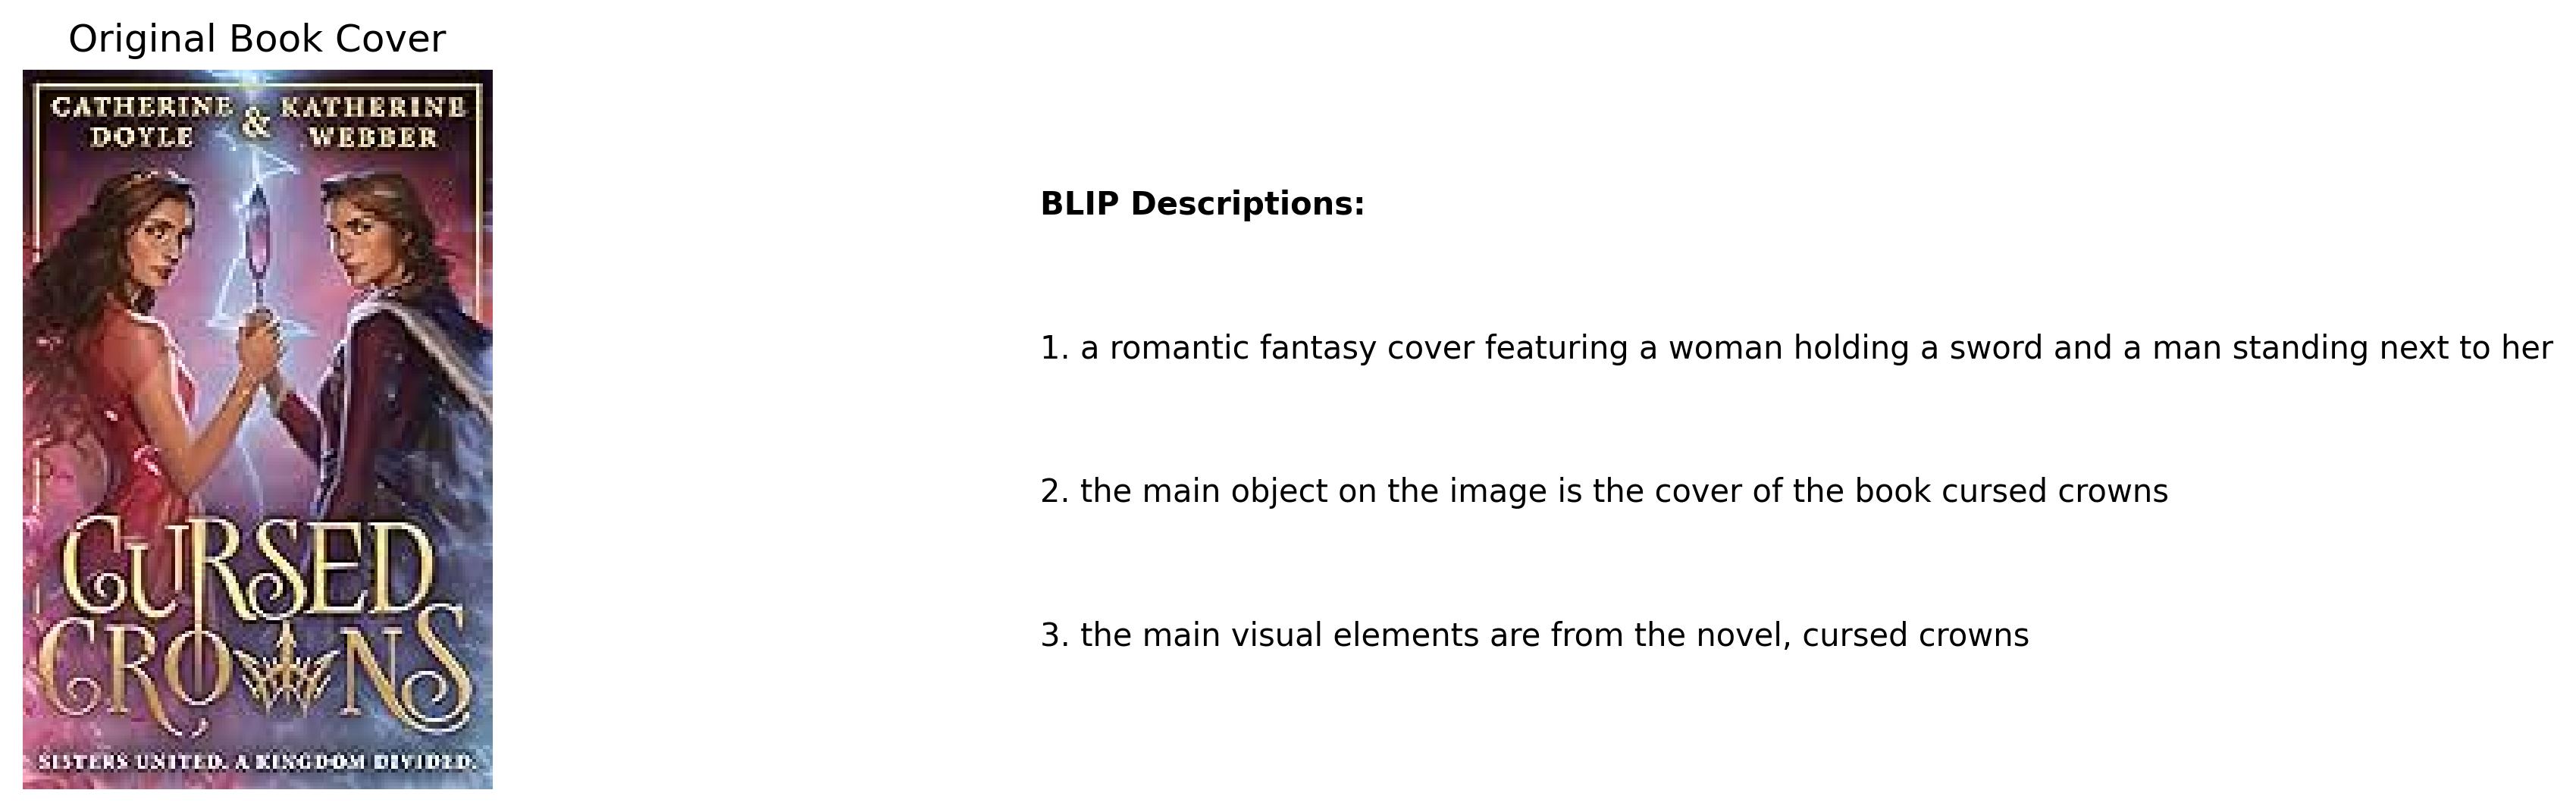 Original Book Cover
CATHERINE & KATHERINE
DOYLE WEBBER
CURSED
CROWNS
SISTERS UNITED. A KINGDOM DIVIDED.
BLIP Descriptions:
1. a romantic fantasy cover featuring a woman holding a sword and a man standing next to her
2. the main object on the image is the cover of the book cursed crowns
3. the main visual elements are from the novel, cursed crowns